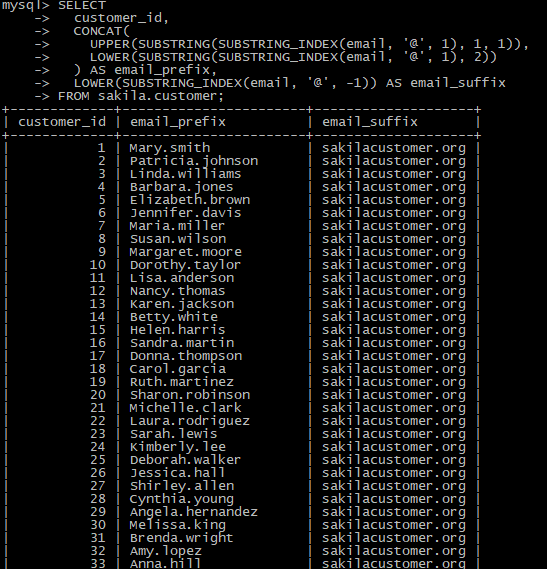 mysql> SELECT
    ->   customer_id,
    ->   CONCAT(
    ->     UPPER(SUBSTRING(SUBSTRING_INDEX(email, '@', 1), 1, 1)),
    ->     LOWER(SUBSTRING(SUBSTRING_INDEX(email, '@', 1), 2))
    ->   ) AS email_prefix,
    ->   LOWER(SUBSTRING_INDEX(email, '@', -1)) AS email_suffix
    -> FROM sakila.customer;
+-------------+-----------------------+--------------------+
| customer_id | email_prefix          | email_suffix       |
+-------------+-----------------------+--------------------+
|           1 | Mary.smith            | sakilacustomer.org |
|           2 | Patricia.johnson      | sakilacustomer.org |
|           3 | Linda.williams        | sakilacustomer.org |
|           4 | Barbara.jones         | sakilacustomer.org |
|           5 | Elizabeth.brown       | sakilacustomer.org |
|           6 | Jennifer.davis        | sakilacustomer.org |
|           7 | Maria.miller          | sakilacustomer.org |
|           8 | Susan.wilson          | sakilacustomer.org |
|           9 | Margaret.moore        | sakilacustomer.org |
|          10 | Dorothy.taylor        | sakilacustomer.org |
|          11 | Lisa.anderson         | sakilacustomer.org |
|          12 | Nancy.thomas          | sakilacustomer.org |
|          13 | Karen.jackson         | sakilacustomer.org |
|          14 | Betty.white           | sakilacustomer.org |
|          15 | Helen.harris          | sakilacustomer.org |
|          16 | Sandra.martin         | sakilacustomer.org |
|          17 | Donna.thompson        | sakilacustomer.org |
|          18 | Carol.garcia          | sakilacustomer.org |
|          19 | Ruth.martinez         | sakilacustomer.org |
|          20 | Sharon.robinson       | sakilacustomer.org |
|          21 | Michelle.clark        | sakilacustomer.org |
|          22 | Laura.rodriguez       | sakilacustomer.org |
|          23 | Sarah.lewis           | sakilacustomer.org |
|          24 | Kimberly.lee          | sakilacustomer.org |
|          25 | Deborah.walker        | sakilacustomer.org |
|          26 | Jessica.hall          | sakilacustomer.org |
|          27 | Shirley.allen         | sakilacustomer.org |
|          28 | Cynthia.young         | sakilacustomer.org |
|          29 | Angela.hernandez      | sakilacustomer.org |
|          30 | Melissa.king          | sakilacustomer.org |
|          31 | Brenda.wright         | sakilacustomer.org |
|          32 | Amy.lopez             | sakilacustomer.org |
|          33 | Anna.hill             | sakilacustomer.org |